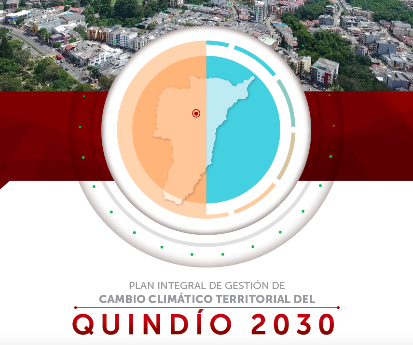 PLAN INTEGRAL DE GESTIÓN DE
CAMBIO CLIMÁTICO TERRITORIAL DEL
QUINDÍO 2030